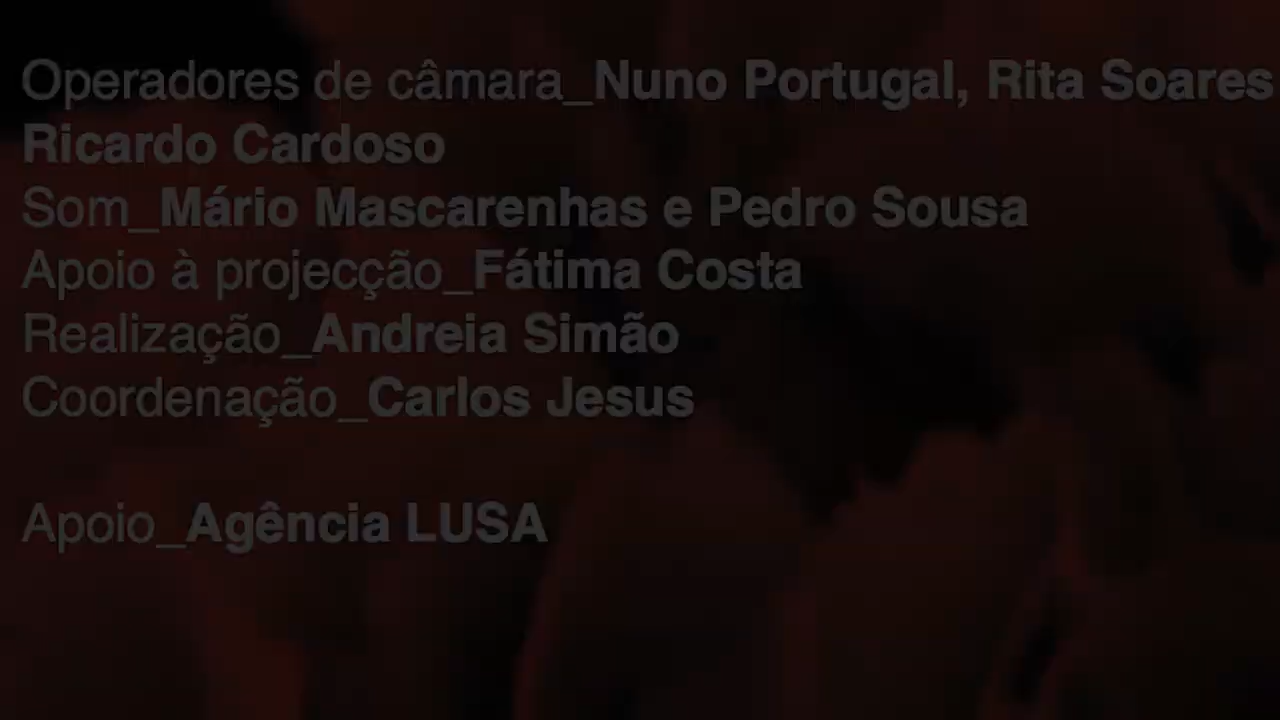 Operadores de câmara_Nuno Portugal, Rita Soares
Ricardo Cardoso
Som_Mário Mascarenhas e Pedro Sousa
Apoio à projecção_Fátima Costa
Realização_Andreia Simão
Coordenação_Carlos Jesus
Apoio_Agência LUSA